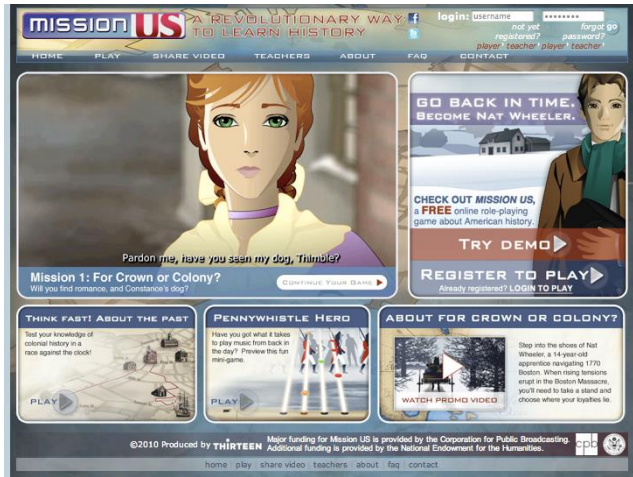 MISSION US A REVOLUTIONARY WAY
TO LEARN HISTORY
login: username ********
not yet registered? player teacher
forgot password? player teacher
go
HOME PLAY SHARE VIDEO TEACHERS ABOUT FAQ CONTACT
Pardon me, have you seen my dog, Thimble?
Mission 1: For Crown or Colony?
Will you find romance, and Constance's dog?
CONTINUE YOUR GAME
GO BACK IN TIME.
BECOME NAT WHEELER.
CHECK OUT MISSION US,
a FREE online role-playing
game about American history.
TRY DEMO
REGISTER TO PLAY
Already registered? LOGIN TO PLAY
THINK FAST! ABOUT THE PAST
Test your knowledge of
colonial history in a
race against the clock!
PLAY
PENNYWHISTLE HERO
Have you got what it takes
to play music from back in
the day? Preview this fun
mini-game.
PLAY
ABOUT FOR CROWN OR COLONY?
WATCH PROMO VIDEO
Step into the shoes of Nat
Wheeler, a 14-year-old
apprentice navigating 1770
Boston. When rising tensions
erupt in the Boston Massacre,
you'll need to take a stand and
choose where your loyalties lie.
©2010 Produced by THIRTEEN
Major funding for Mission US is provided by the Corporation for Public Broadcasting.
Additional funding is provided by the National Endowment for the Humanities.
cpb
home play share video teachers about faq contact